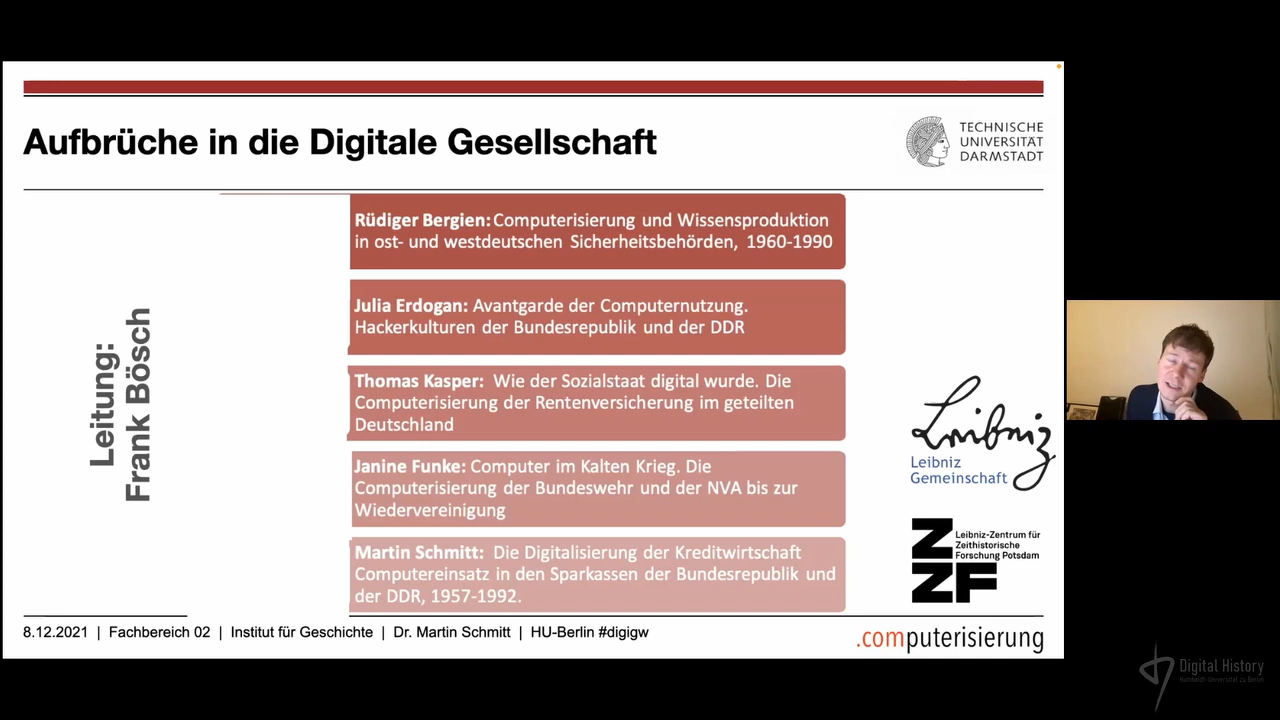 Aufbrüche in die Digitale Gesellschaft
TECHNISCHE
UNIVERSITÄT
DARMSTADT
Leitung:
Frank Bösch
Rüdiger Bergien: Computerisierung und Wissensproduktion
in ost- und westdeutschen Sicherheitsbehörden, 1960-1990
Julia Erdogan: Avantgarde der Computernutzung.
Hackerkulturen der Bundesrepublik und der DDR
Thomas Kasper: Wie der Sozialstaat digital wurde. Die
Computerisierung der Rentenversicherung im geteilten
Deutschland
Janine Funke: Computer im Kalten Krieg. Die
Computerisierung der Bundeswehr und der NVA bis zur
Wiedervereinigung
Martin Schmitt: Die Digitalisierung der Kreditwirtschaft
Computereinsatz in den Sparkassen der Bundesrepublik und
der DDR, 1957-1992.
Leibniz
Leibniz
Gemeinschaft
ZZF
Leibniz-Zentrum für
Zeithistorische
Forschung Potsdam
8.12.2021 | Fachbereich 02 | Institut für Geschichte | Dr. Martin Schmitt | HU-Berlin #digigw
.computerisierung
Digital History
Humboldt-Universität zu Berlin